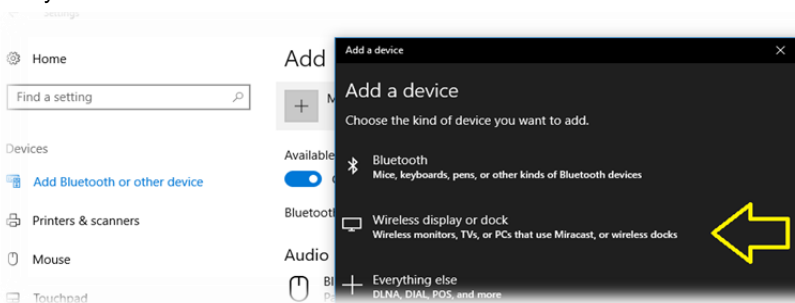 Settings
Home
Find a setting
Devices
Add Bluetooth or other device
Printers & scanners
Mouse
Touchpad
Add
M
Available
Bluetoot
Audio
Bl
Add a device
Add a device
Choose the kind of device you want to add.
Bluetooth
Mice, keyboards, pens, or other kinds of Bluetooth devices
Wireless display or dock
Wireless monitors, TVs, or PCs that use Miracast, or wireless docks
Everything else
DLNA, DIAL, POS, and more